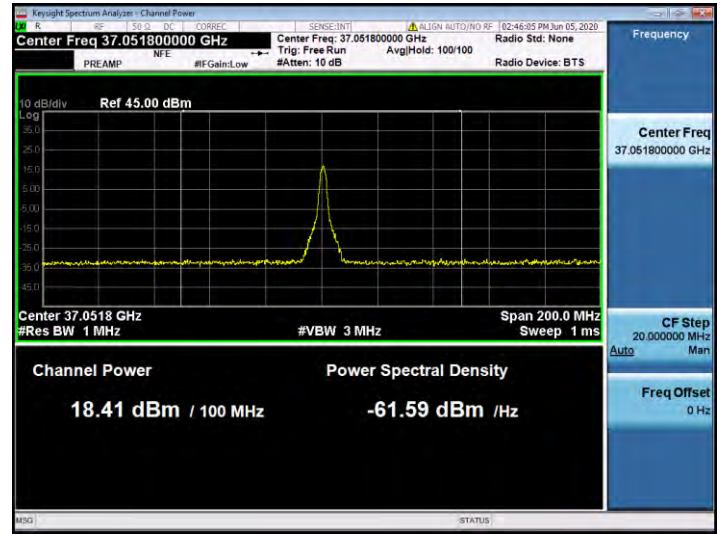 Keysight Spectrum Analyzer - Channel Power
R RF 50 Ω DC CORREC SENSE:INT ALIGN AUTO/NO RF 02:46:05 PM Jun 05, 2020
Center Freq 37.051800000 GHz Center Freq: 37.051800000 GHz Radio Std: None
NFE Trig: Free Run Avg|Hold: 100/100
PREAMP #IFGain:Low #Atten: 10 dB Radio Device: BTS
Frequency
10 dB/div Ref 45.00 dBm
Log
35.0
25.0
15.0
5.00
-5.00
-15.0
-25.0
-35.0
-45.0
Center 37.0518 GHz Span 200.0 MHz
#Res BW 1 MHz #VBW 3 MHz Sweep 1 ms
Channel Power Power Spectral Density
18.41 dBm / 100 MHz -61.59 dBm /Hz
Center Freq
37.051800000 GHz
CF Step
20.000000 MHz
Auto Man
Freq Offset
0 Hz
MSG STATUS